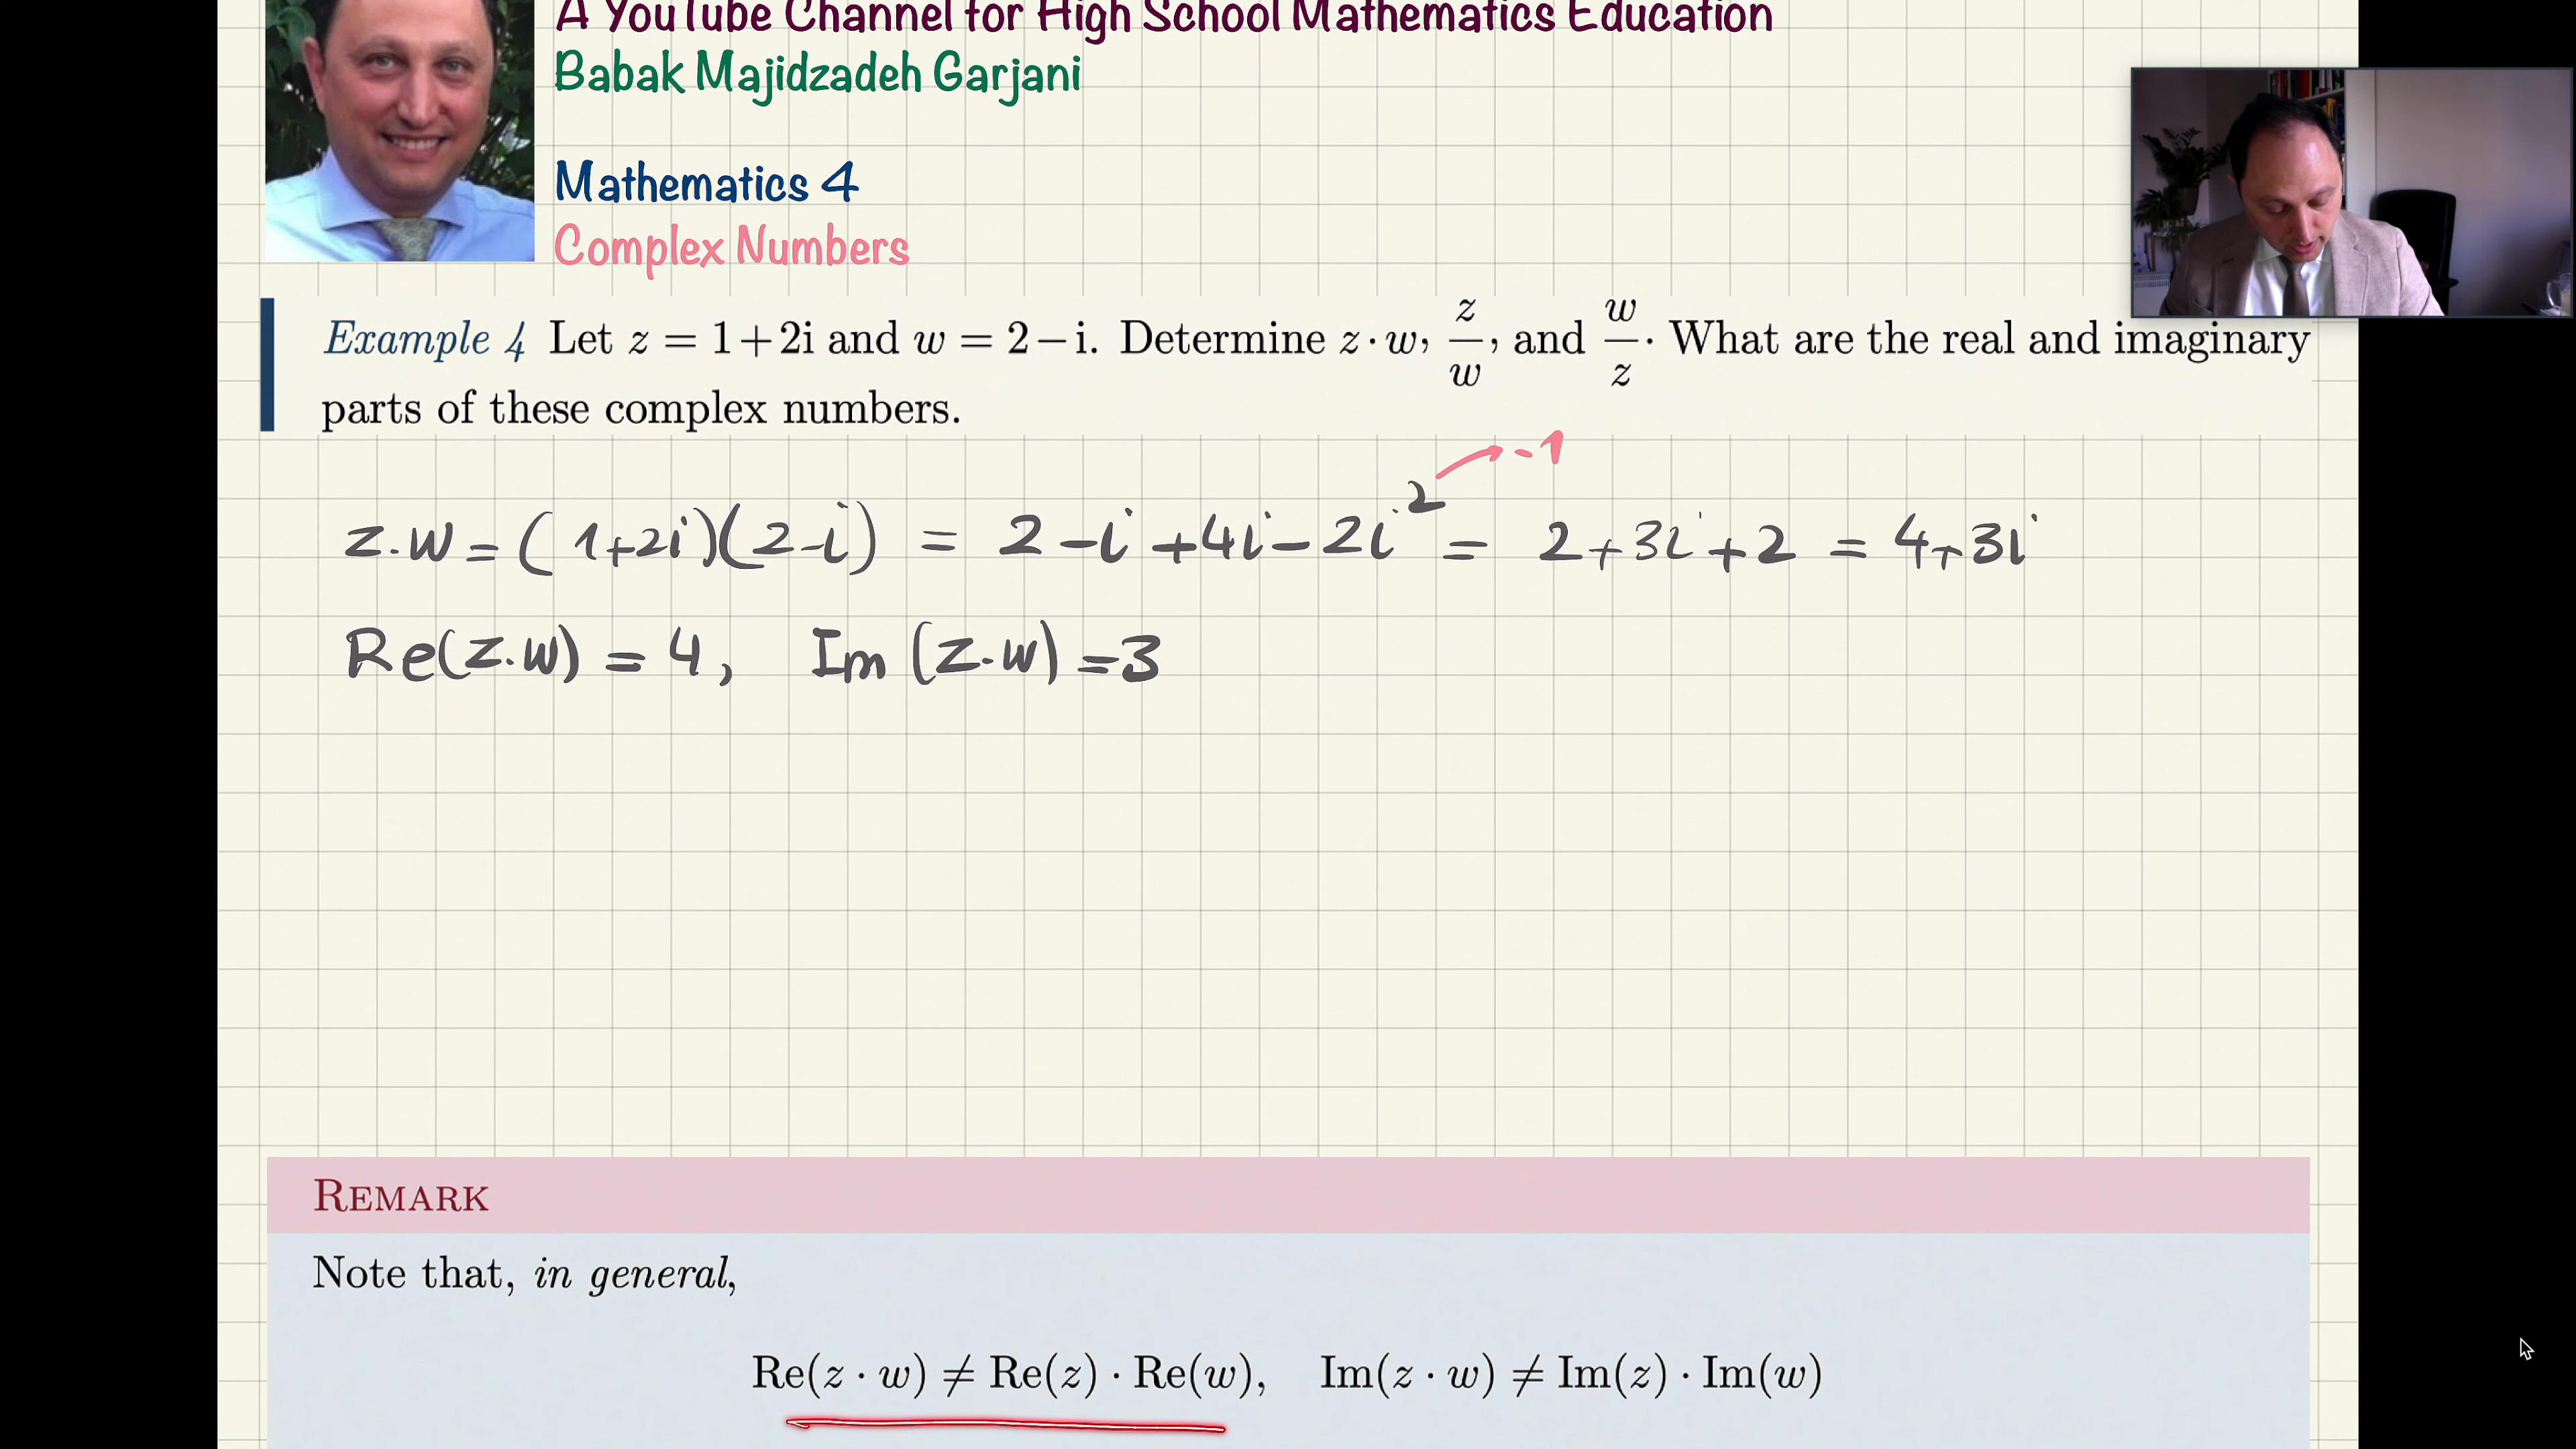 A YouTube Channel for High School Mathematics Education
Babak Majidzadeh Garjani
Mathematics 4
Complex Numbers
Example 4 Let z = 1+2i and w = 2−i. Determine z·w, z/w, and w/z. What are the real and imaginary
parts of these complex numbers.
-1
z.w = (1+2i)(2-i) = 2-i+4i-2i² = 2+3i+2 = 4+3i
Re(z.w) = 4, Im(z.w) = 3
REMARK
Note that, in general,
Re(z · w) ≠ Re(z) · Re(w), Im(z · w) ≠ Im(z) · Im(w)